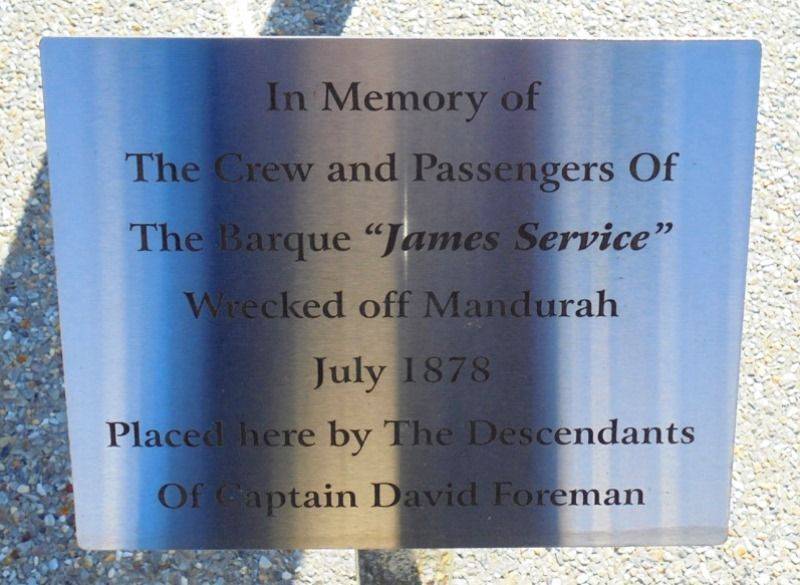 In Memory of
The Crew and Passengers Of
The Barque “James Service”
Wrecked off Mandurah
July 1878
Placed here by The Descendants
Of Captain David Foreman